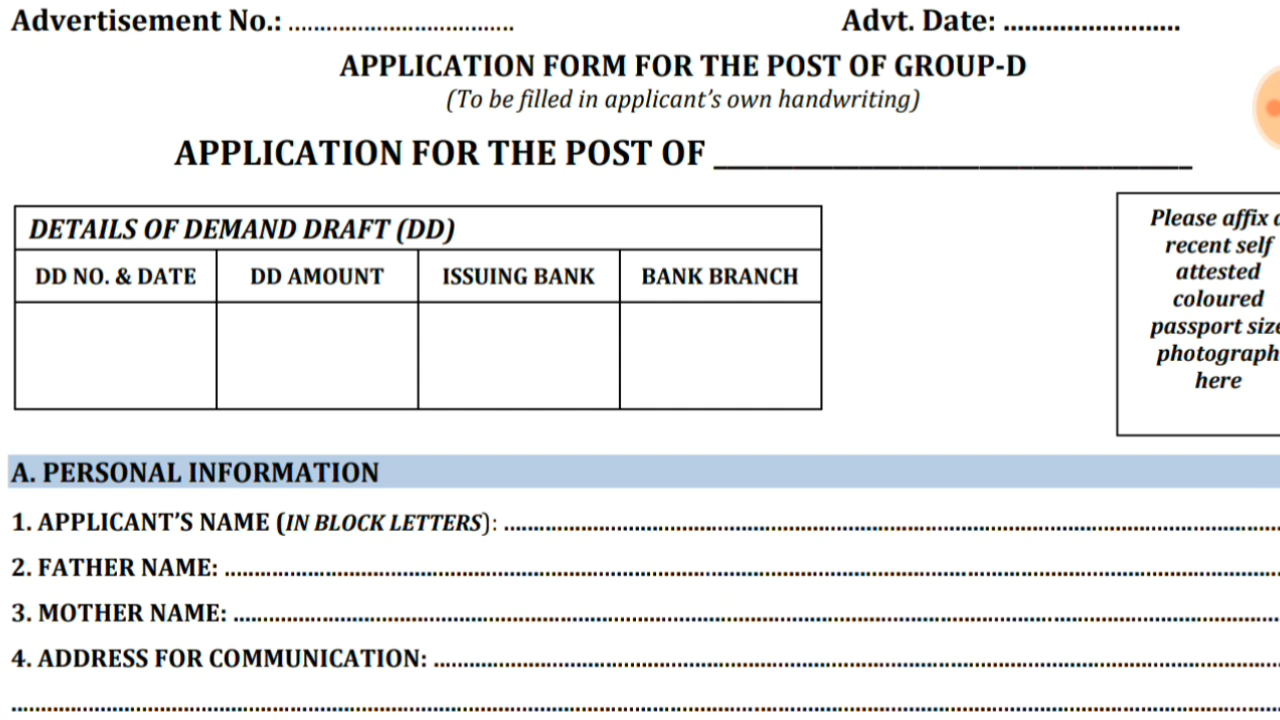 Advertisement No.: .....................................
Advt. Date: .........................
APPLICATION FORM FOR THE POST OF GROUP-D
(To be filled in applicant's own handwriting)
APPLICATION FOR THE POST OF ______________________________
DETAILS OF DEMAND DRAFT (DD)
DD NO. & DATE DD AMOUNT ISSUING BANK BANK BRANCH
Please affix a
recent self
attested
coloured
passport size
photograph
here
A. PERSONAL INFORMATION
1. APPLICANT'S NAME (IN BLOCK LETTERS): ................................................................
2. FATHER NAME: ................................................................
3. MOTHER NAME: ................................................................
4. ADDRESS FOR COMMUNICATION: ................................................................
................................................................